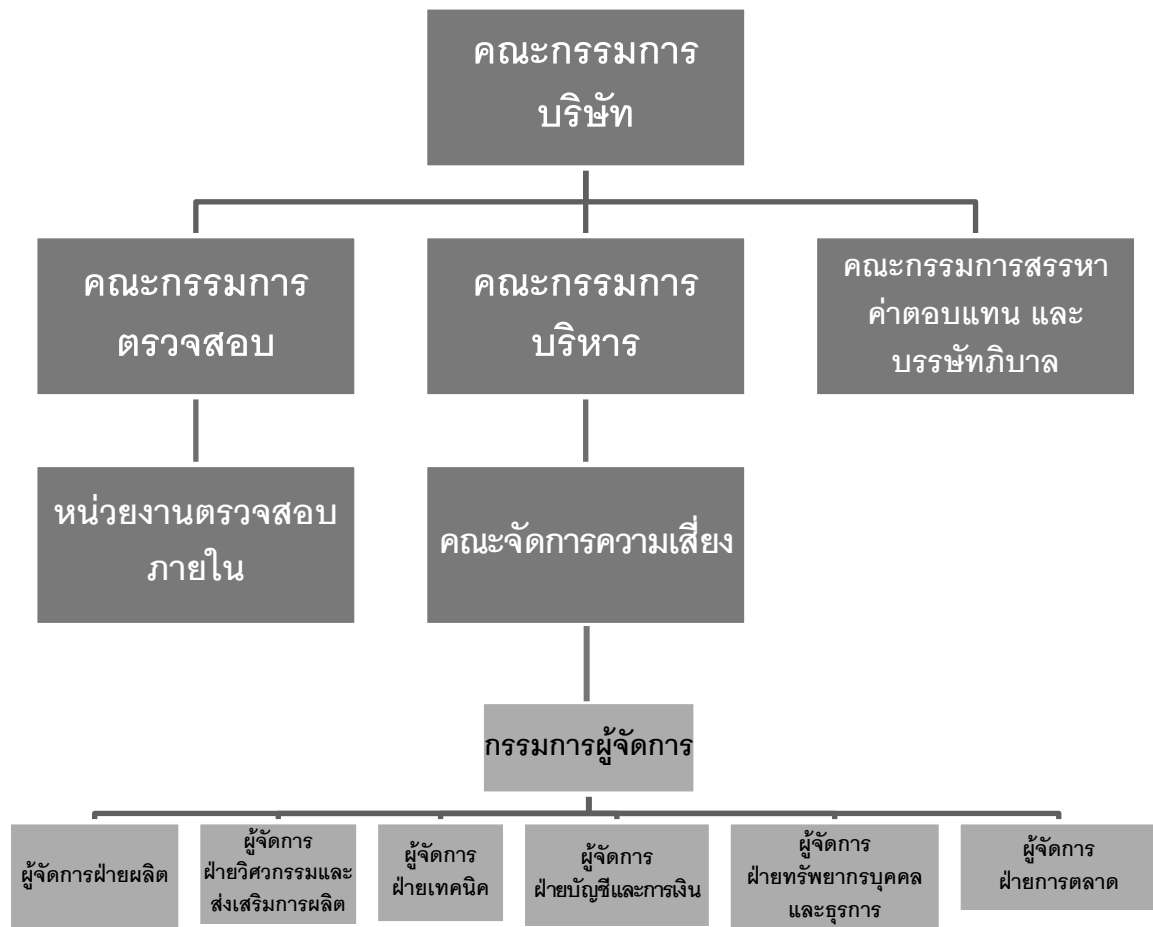 คณะกรรมการ
บริษัท
คณะกรรมการ
ตรวจสอบ
คณะกรรมการ
บริหาร
คณะกรรมการสรรหา
ค่าตอบแทน และ
บรรษัทภิบาล
หน่วยงานตรวจสอบ
ภายใน
คณะจัดการความเสี่ยง
กรรมการผู้จัดการ
ผู้จัดการฝ่ายผลิต
ผู้จัดการ
ฝ่ายวิศวกรรมและ
ส่งเสริมการผลิต
ผู้จัดการ
ฝ่ายเทคนิค
ผู้จัดการ
ฝ่ายบัญชีและการเงิน
ผู้จัดการ
ฝ่ายทรัพยากรบุคคล
และธุรการ
ผู้จัดการ
ฝ่ายการตลาด